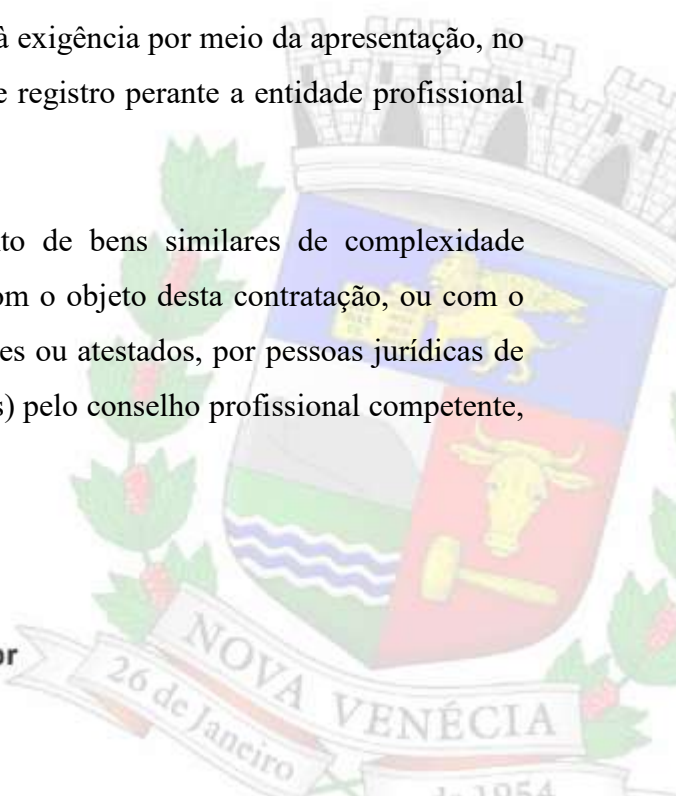 à exigência por meio da apresentação, no
e registro perante a entidade profissional
to de bens similares de complexidade
om o objeto desta contratação, ou com o
es ou atestados, por pessoas jurídicas de
s) pelo conselho profissional competente,
or
NOVA VENÉCIA
26 de Janeiro
de 1954